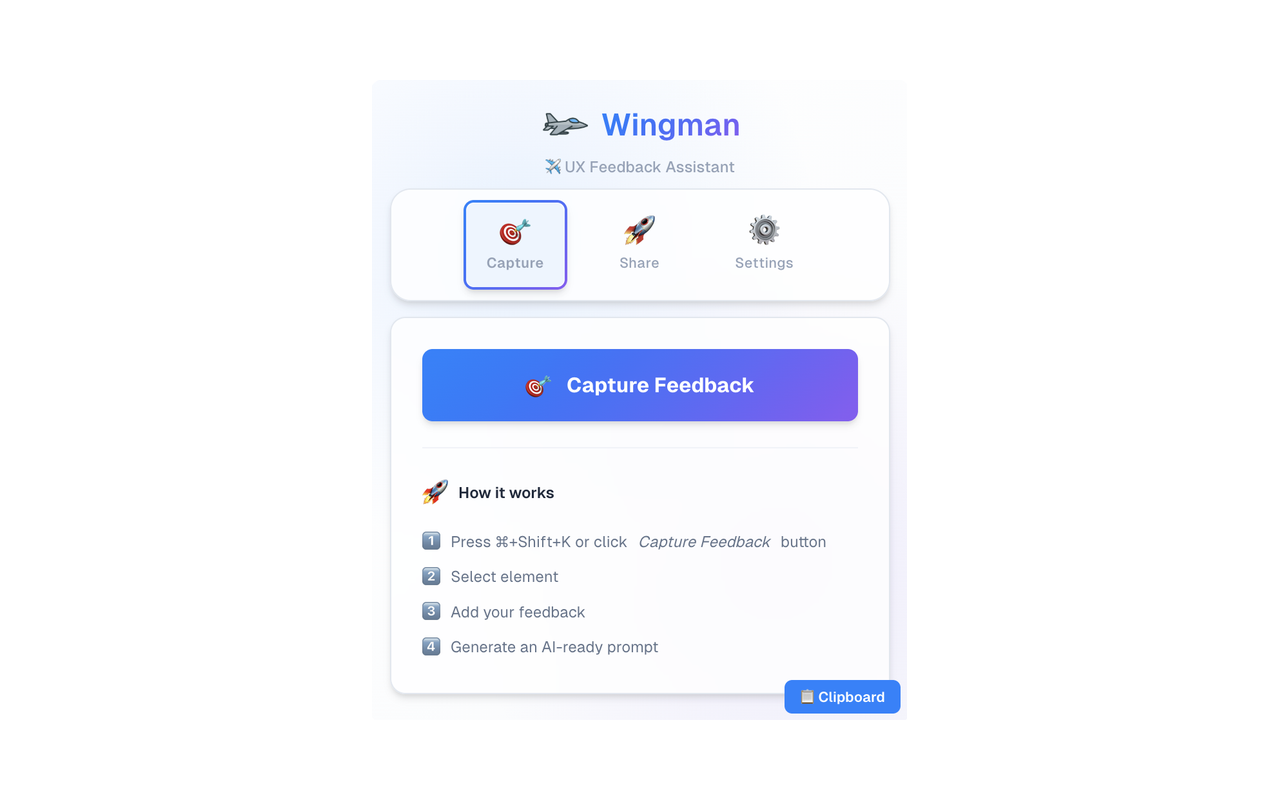 Wingman
✈️ UX Feedback Assistant
Capture
Share
Settings
Capture Feedback
How it works
1 Press ⌘+Shift+K or click Capture Feedback button
2 Select element
3 Add your feedback
4 Generate an AI-ready prompt
Clipboard